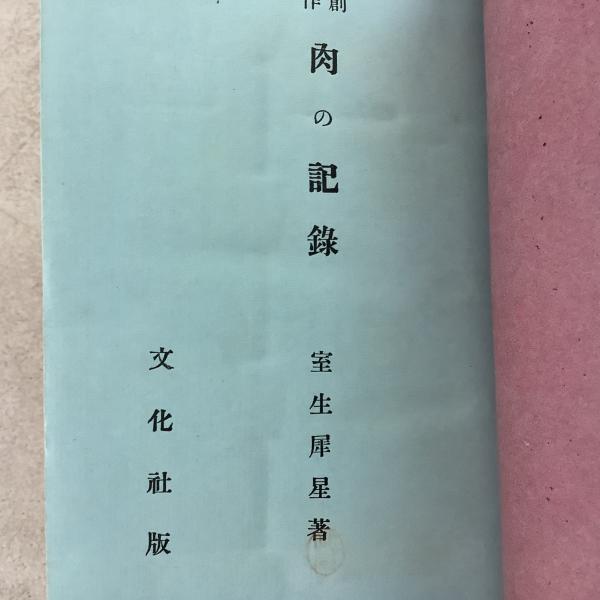 創作
肉の記錄
室生犀星著
文化社版